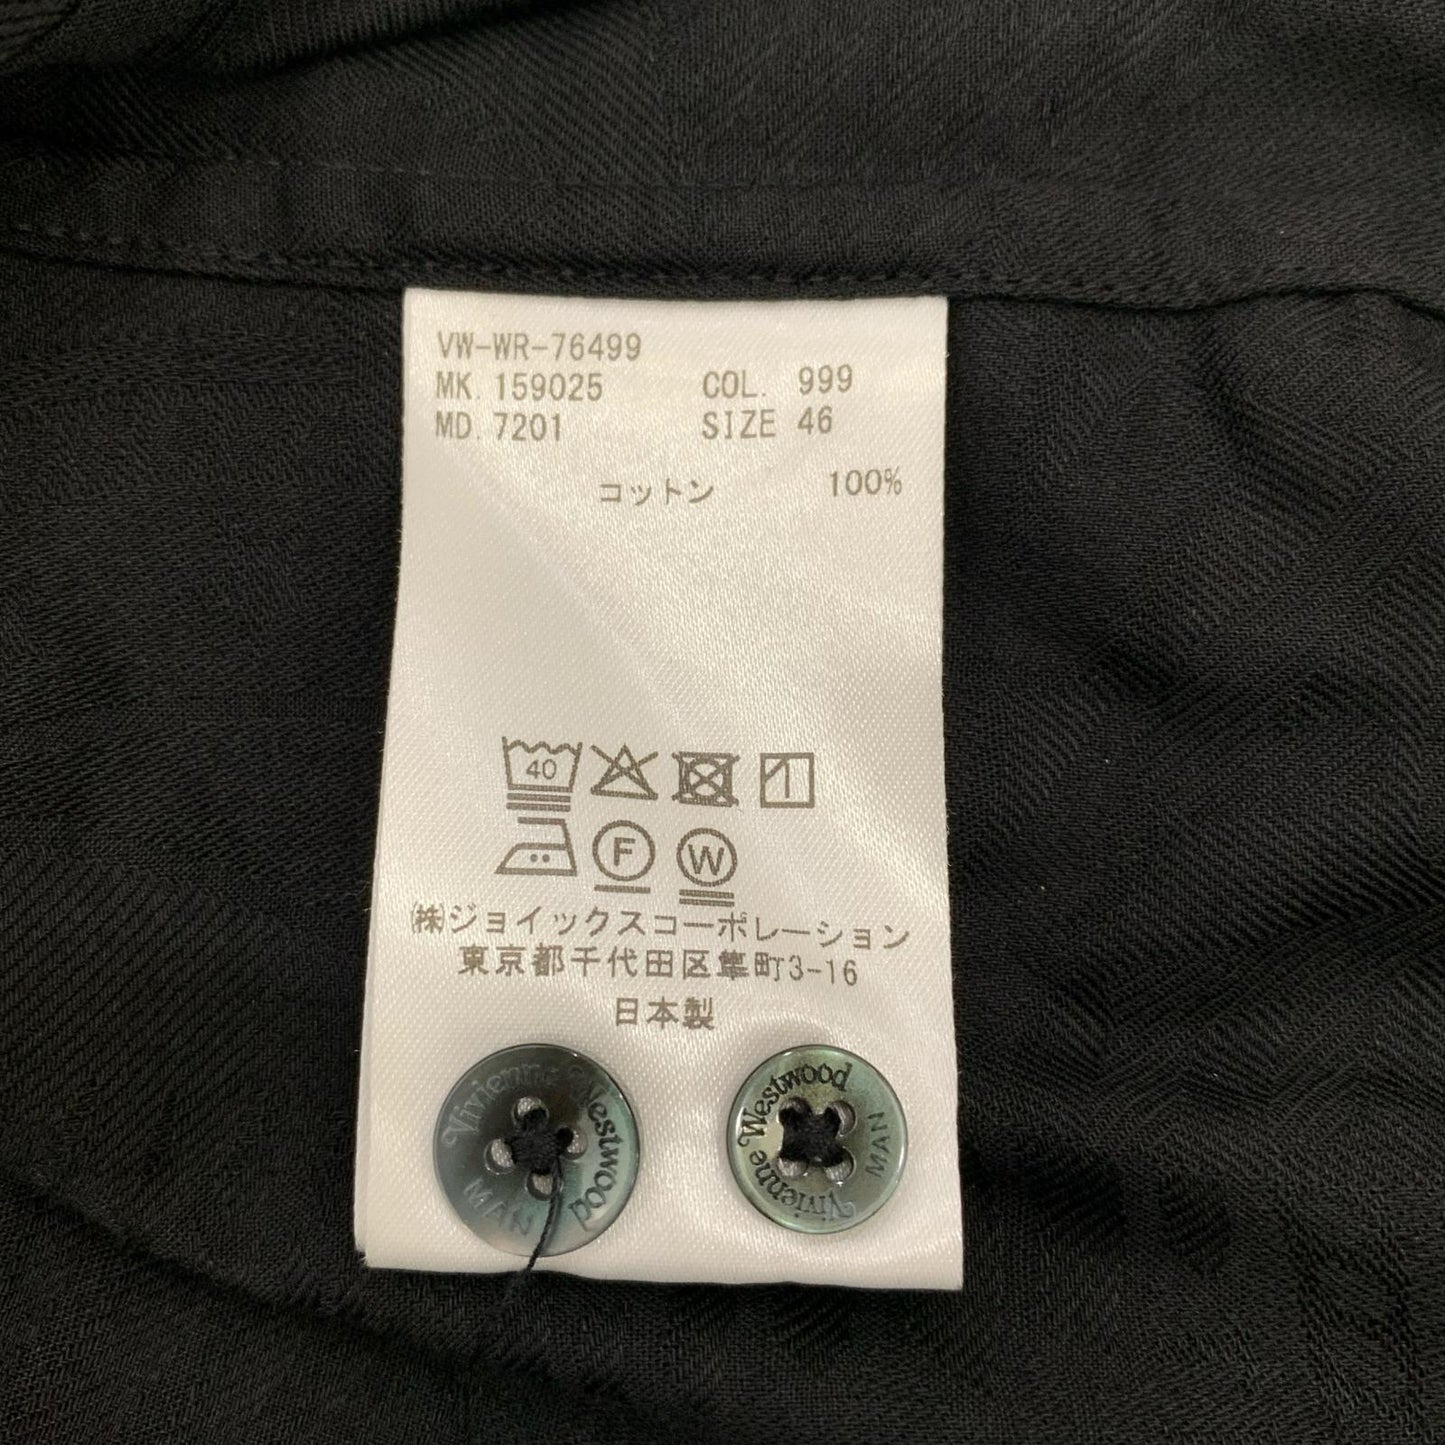 VW-WR-76499
MK. 159025 COL. 999
MD. 7201 SIZE 46
コットン 100%
40
1
F
W
㈱ジョイックスコーポレーション
東京都千代田区隼町3-16
日本製
Vivienne Westwood
MAN
Vivienne Westwood
MAN